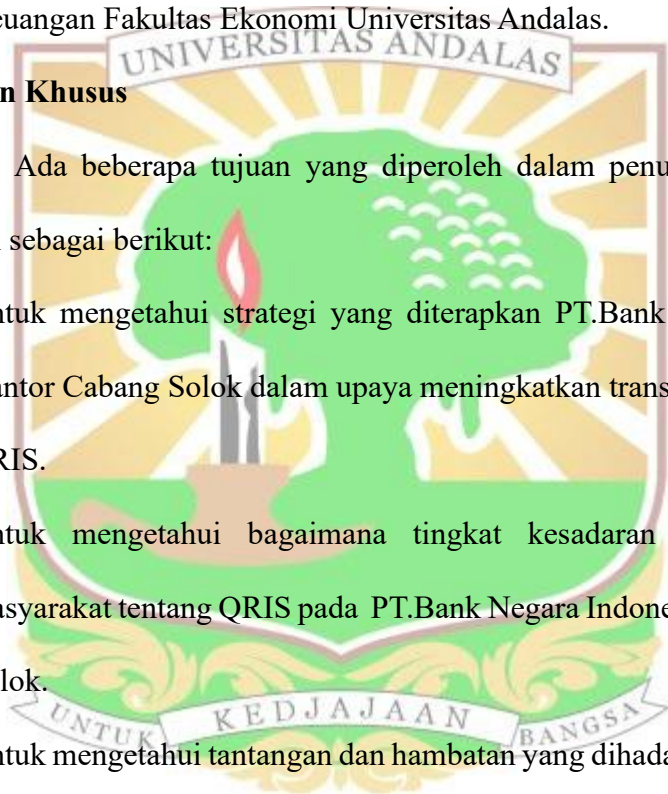 euangan Fakultas Ekonomi Universitas Andalas.
UNIVERSITAS ANDALAS
n Khusus
Ada beberapa tujuan yang diperoleh dalam penu
sebagai berikut:
ntuk mengetahui strategi yang diterapkan PT.Bank
antor Cabang Solok dalam upaya meningkatkan trans
RIS.
ntuk mengetahui bagaimana tingkat kesadaran
asyarakat tentang QRIS pada PT.Bank Negara Indone
lok.
UNTUK KEDJAJAAN BANGSA
ntuk mengetahui tantangan dan hambatan yang dihada